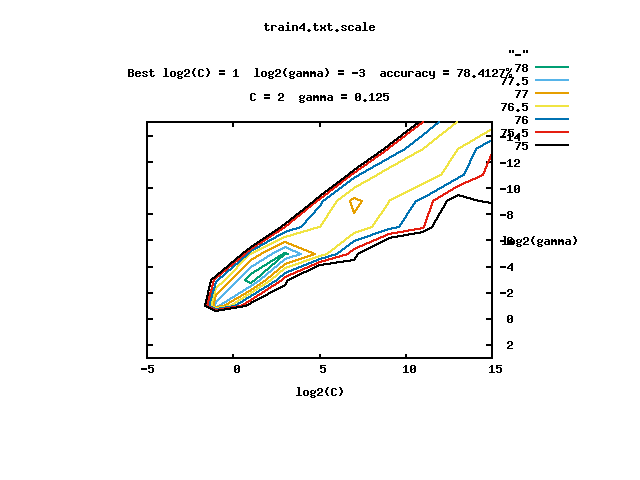 train4.txt.scale
"-"
Best log2(C) = 1  log2(gamma) = -3  accuracy = 78.4127%
C = 2  gamma = 0.125
78
77.5
77
76.5
76
75.5
75
-14
-12
-10
-8
-6
-4
-2
0
2
log2(gamma)
-5 0 5 10 15
log2(C)